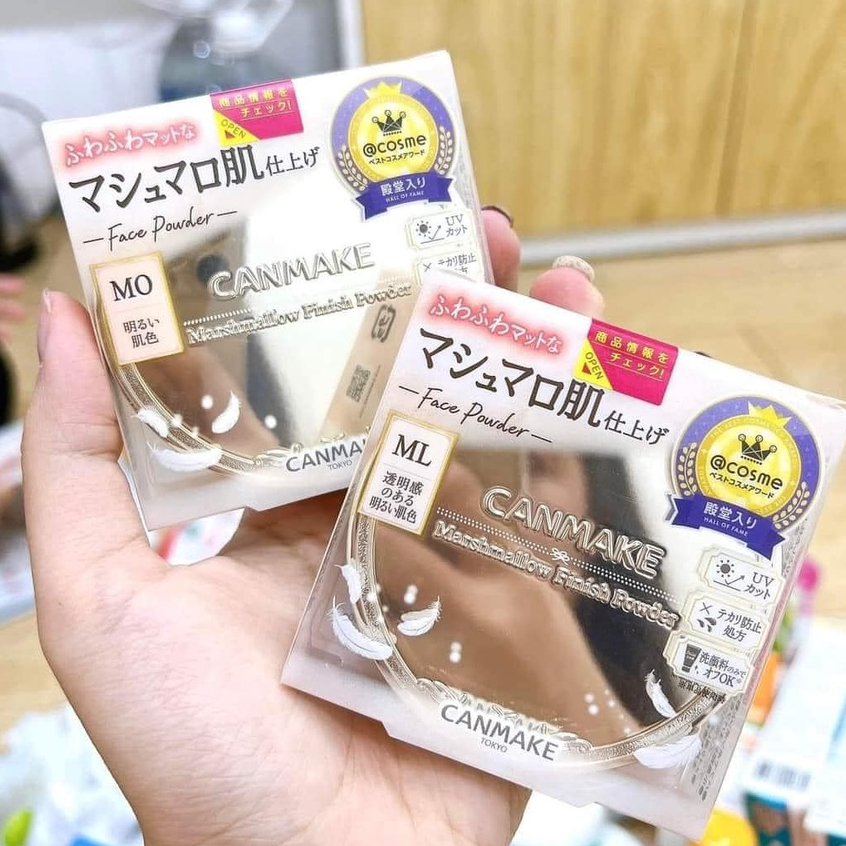 商品情報を
チェック!
OPEN
ふわふわマットな
マシュマロ肌仕上げ
Face Powder
@cosme
ベストコスメアワード
殿堂入り
HALL OF FAME
UV
カット
テカリ防止
MO
明るい
肌色
CANMAKE
Marshmallow Finish Powder
CANMA
TOKYO
ふわふわマットな
商品情報を
チェック!
OPEN
マシュマロ肌仕上げ
Face Powder
@cosme
ベストコスメアワード
殿堂入り
HALL OF FAME
ML
透明感
のある
明るい肌色
CANMAKE
Marshmallow Finish Powder
UV
カット
テカリ防止
処方
洗顔料のみで
オフOK
CANMAKE
TOKYO